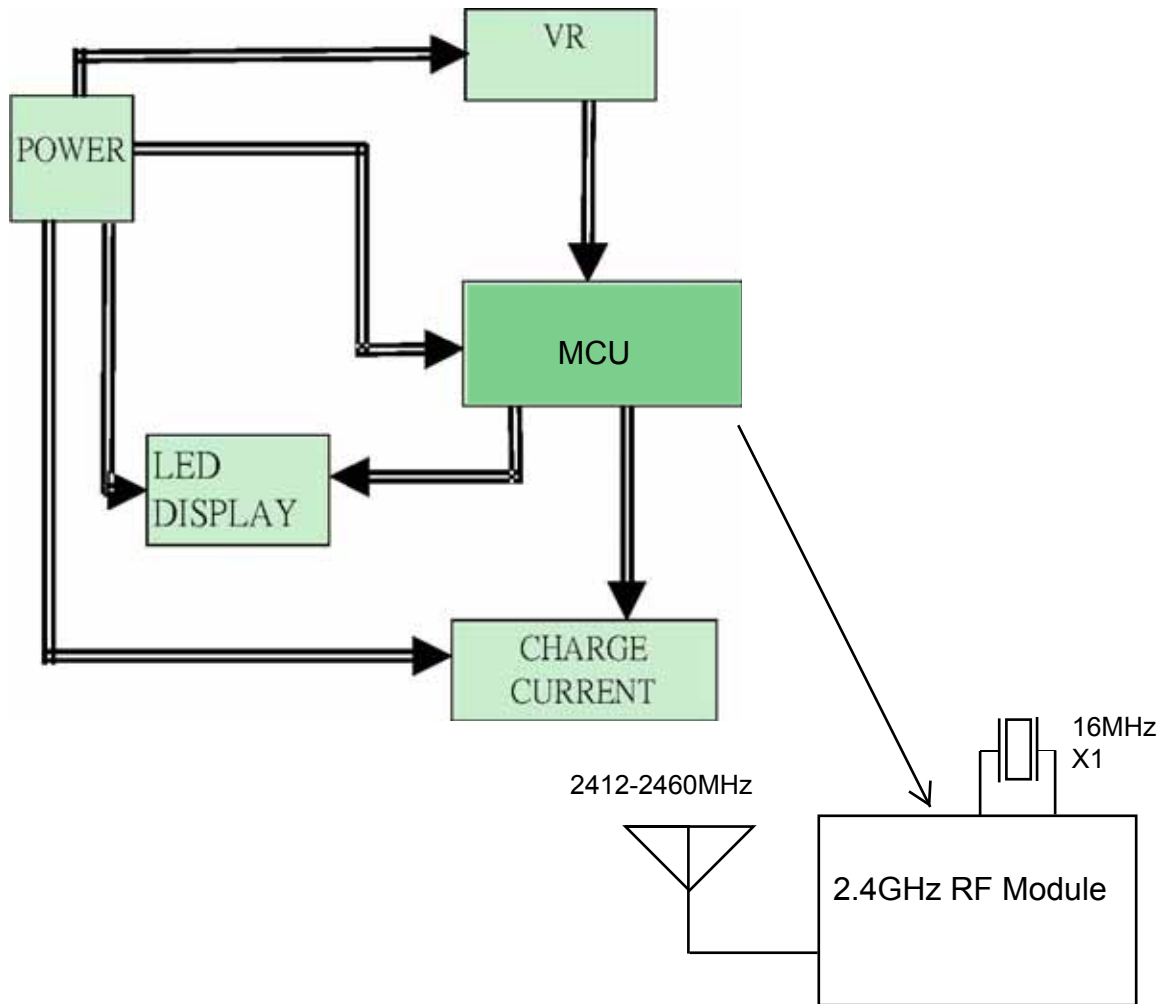 VR
POWER
MCU
LED
DISPLAY
CHARGE
CURRENT
16MHz
X1
2412-2460MHz
2.4GHz RF Module